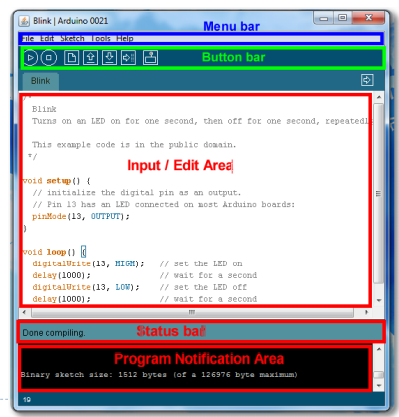 Blink | Arduino 0021
Menu bar
File Edit Sketch Tools Help
Button bar
Blink
/*
Blink
Turns on an LED on for one second, then off for one second, repeatedl
This example code is in the public domain.
*/
Input / Edit Area
void setup() {
// initialize the digital pin as an output.
// Pin 13 has an LED connected on most Arduino boards:
pinMode(13, OUTPUT);
}
void loop() {
digitalWrite(13, HIGH); // set the LED on
delay(1000); // wait for a second
digitalWrite(13, LOW); // set the LED off
delay(1000); // wait for a second
Done compiling.
Status bar
Program Notification Area
Binary sketch size: 1512 bytes (of a 126976 byte maximum)
19